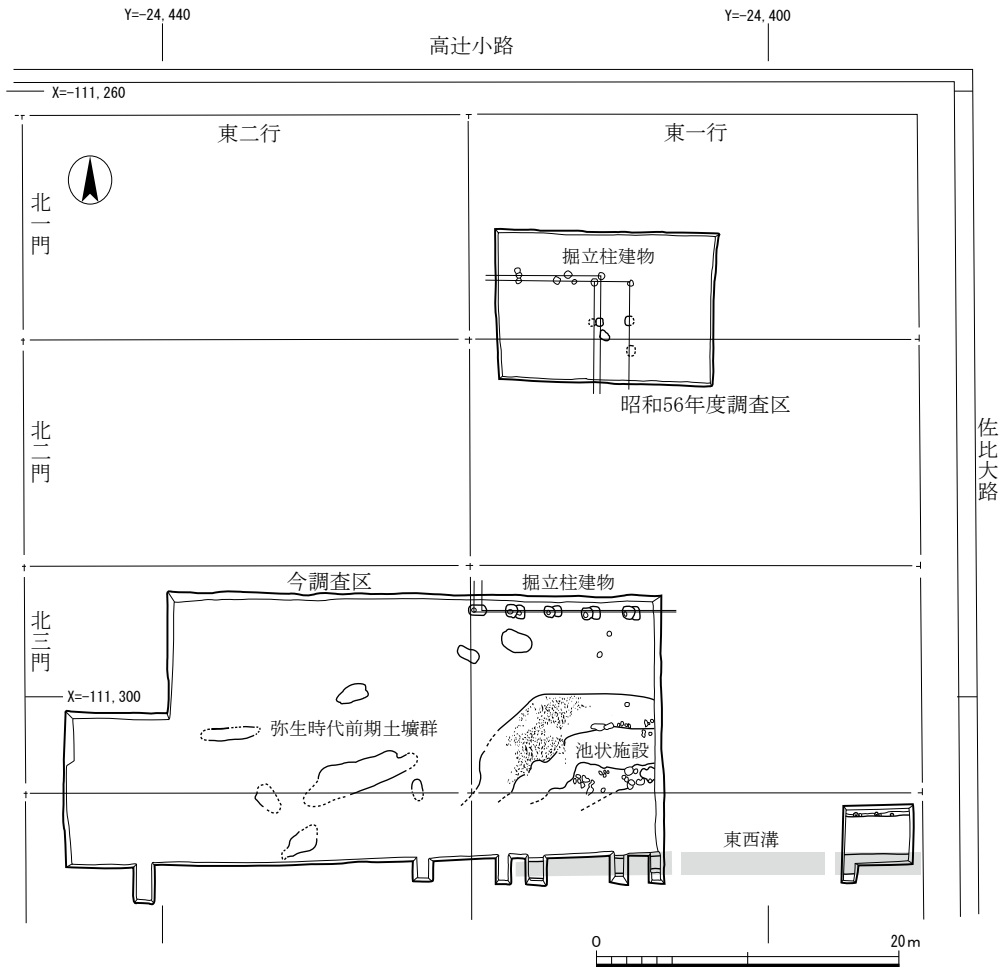 Y=-24,440
Y=-24,400
高辻小路
X=-111,260
東二行
東一行
北一門
掘立柱建物
昭和56年度調査区
北二門
佐比大路
今調査区
掘立柱建物
北三門
X=-111,300
弥生時代前期土壙群
池状施設
東西溝
0
20m